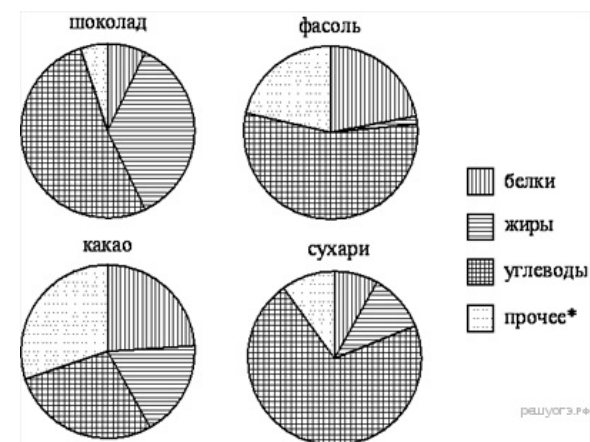 шоколад
фасоль
какао
сухари
белки
жиры
углеводы
прочее*
решуогэ.рф